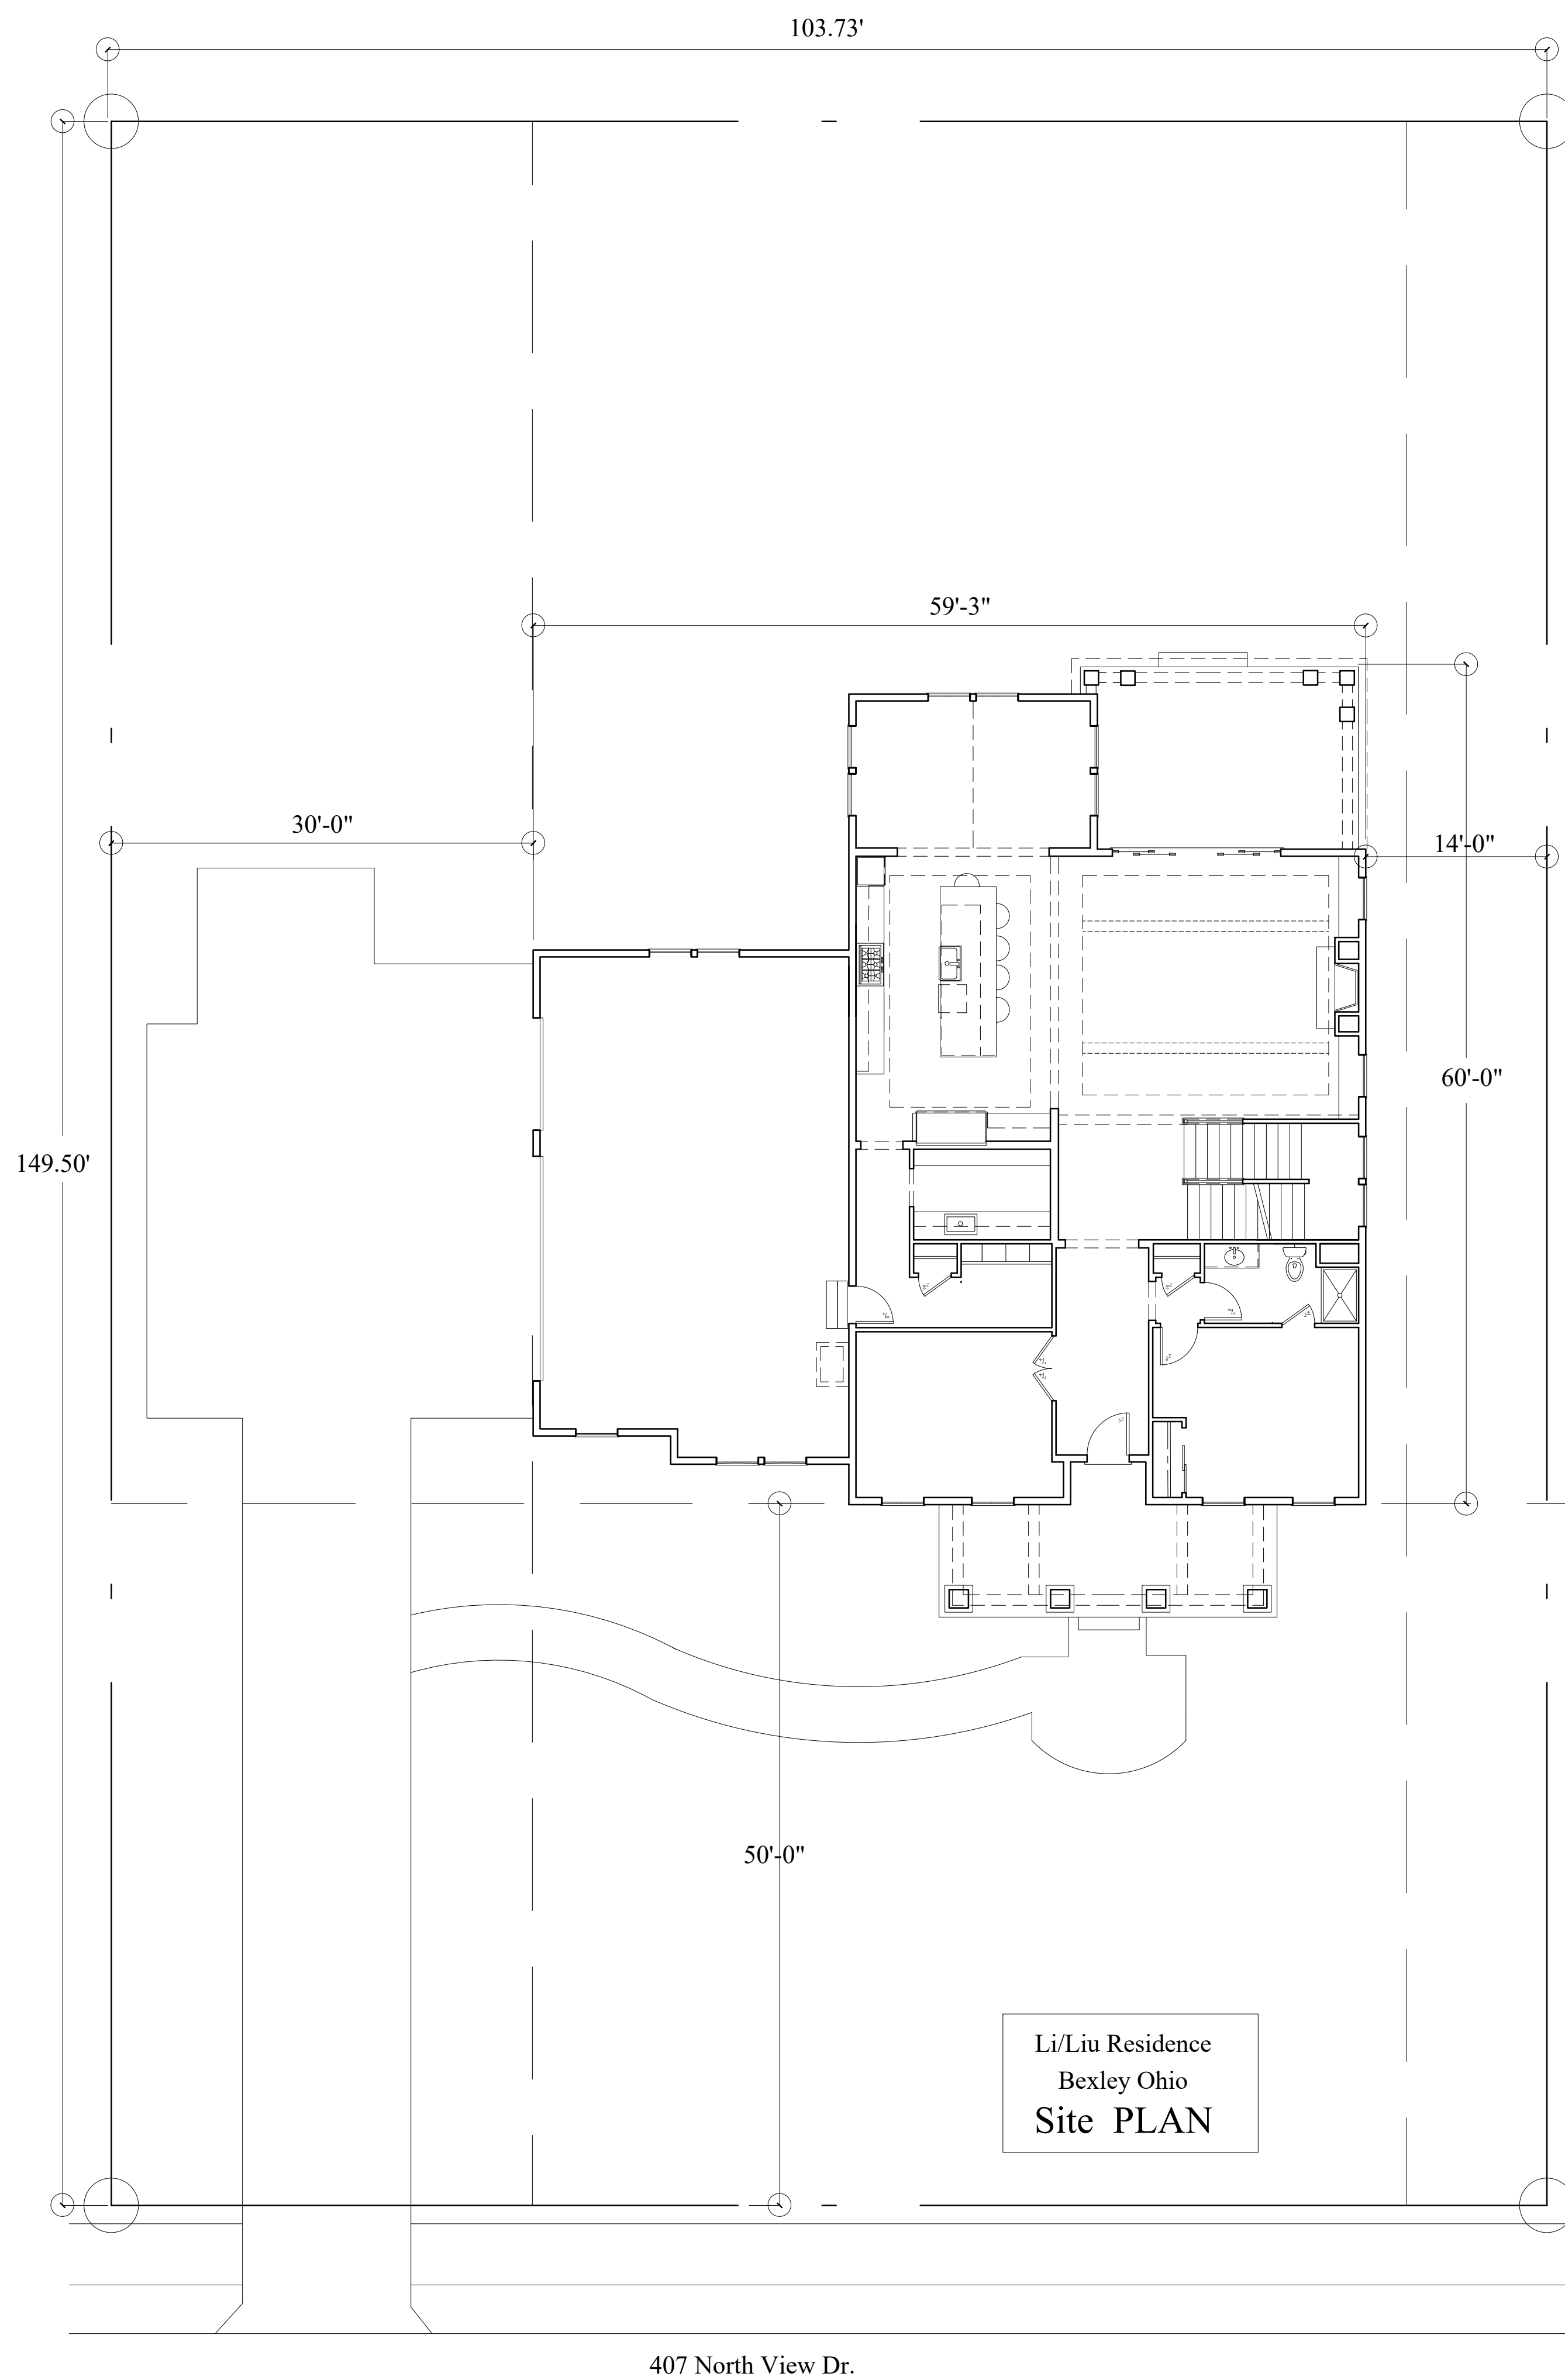 103.73'
59'-3"
30'-0"
14'-0"
60'-0"
149.50'
50'-0"
Li/Liu Residence
Bexley Ohio
Site PLAN
407 North View Dr.